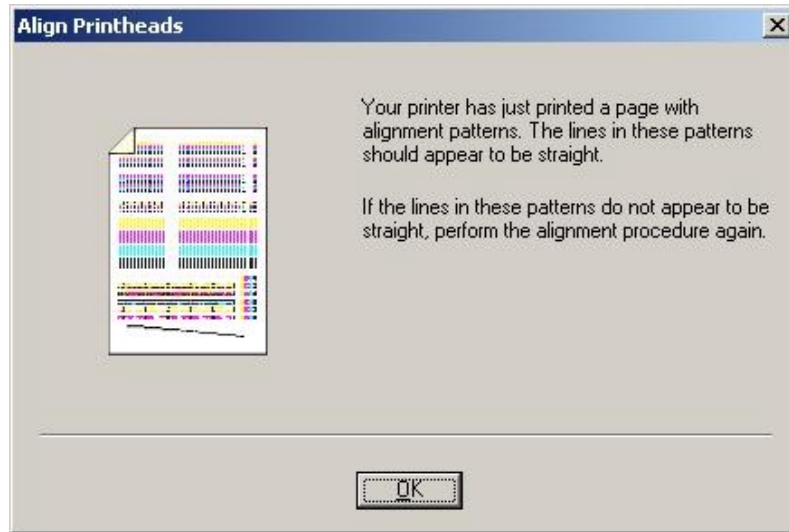 Align Printheads
Your printer has just printed a page with
alignment patterns. The lines in these patterns
should appear to be straight.
If the lines in these patterns do not appear to be
straight, perform the alignment procedure again.
OK